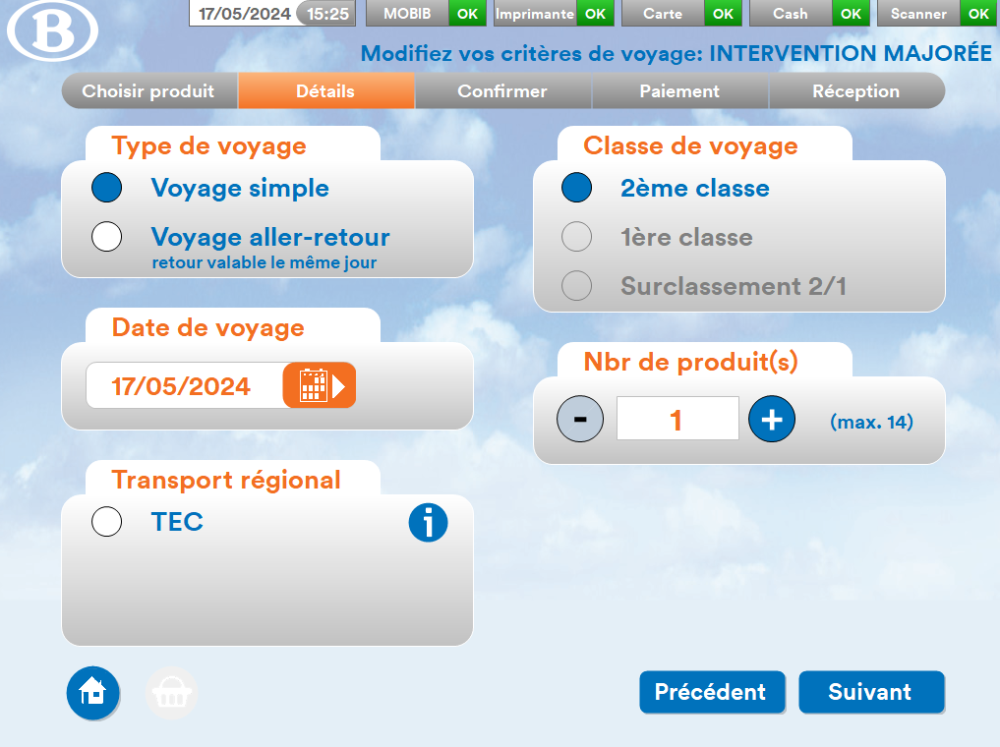 B
17/05/2024 15:25 MOBIB OK Imprimante OK Carte OK Cash OK Scanner OK
Modifiez vos critères de voyage: INTERVENTION MAJORÉE
Choisir produit Détails Confirmer Paiement Réception
Type de voyage
Voyage simple
Voyage aller-retour
retour valable le même jour
Classe de voyage
2ème classe
1ère classe
Surclassement 2/1
Date de voyage
17/05/2024
Nbr de produit(s)
- 1 + (max. 14)
Transport régional
TEC i
Précédent Suivant